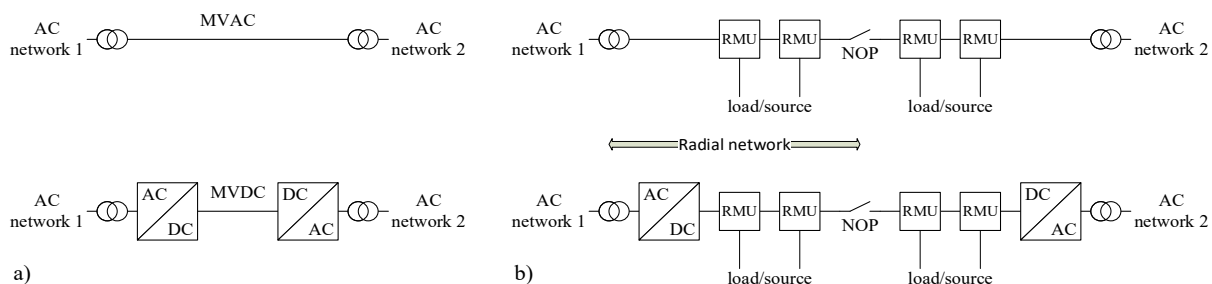 MVAC
AC
network 1
AC
network 2
MVDC
AC
network 1
AC
DC
DC
AC
AC
network 2
a)
AC
network 1
RMU
RMU
NOP
RMU
RMU
AC
network 2
load/source
load/source
Radial network
AC
network 1
AC
DC
RMU
RMU
NOP
RMU
RMU
DC
AC
AC
network 2
load/source
load/source
b)